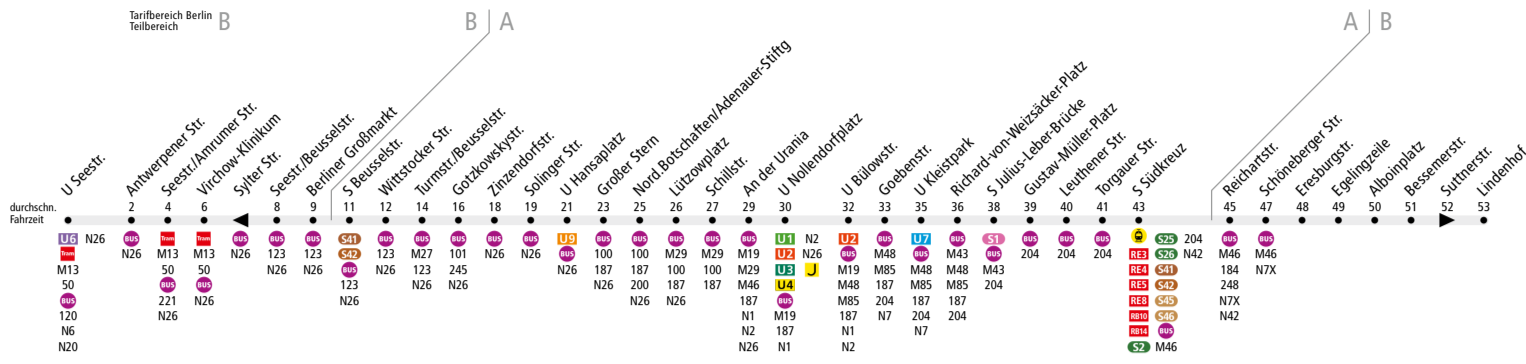 Tarifbereich Berlin
Teilbereich
B
B
A
A
B
U Seestr.
Antwerpener Str.
Seestr./Amrumer Str.
Virchow-Klinikum
Sylter Str.
Seestr./Beusselstr.
Berliner Großmarkt
S Beusselstr.
Wittstocker Str.
Turmstr./Beusselstr.
Gotzkowskystr.
Zinzendorfstr.
Solinger Str.
U Hansaplatz
Großer Stern
Nord.Botschaften/Adenauer-Stiftg
Lützowplatz
Schillstr.
An der Urania
U Nollendorfplatz
U Bülowstr.
Goebenstr.
U Kleistpark
Richard-von-Weizsäcker-Platz
S Julius-Leber-Brücke
Gustav-Müller-Platz
Leuthener Str.
Torgauer Str.
S Südkreuz
Reichartstr.
Schöneberger Str.
Eresburgstr.
Egelingzeile
Alboinplatz
Bessemerstr.
Suttnerstr.
Lindenhof
durchschn.
Fahrzeit
2 4 6 8 9 11 12 14 16 18 19 21 23 25 26 27 29 30 32 33 35 36 38 39 40 41 43 45 47 48 49 50 51 52 53
U6 N26
Tram
M13
50
BUS
120
N6
N20
BUS
N26
Tram
M13
50
BUS
221
N26
Tram
M13
50
BUS
N26
BUS
N26
BUS
123
N26
BUS
123
N26
S41
S42
BUS
123
N26
BUS
123
N26
BUS
M27
123
N26
BUS
101
245
N26
BUS
N26
BUS
N26
U9
BUS
N26
BUS
100
187
N26
BUS
100
187
200
N26
BUS
M29
100
187
N26
BUS
M29
100
187
BUS
M19
M29
M46
187
N1
N2
N26
U1 N2
U2 N26
U3
U4
BUS
M19
187
N1
U2
BUS
M19
M48
M85
187
N1
N2
BUS
M48
M85
187
204
N7
U7
BUS
M48
M85
187
204
N7
BUS
M43
M48
M85
187
204
S1
BUS
M43
204
BUS
204
BUS
204
BUS
204
S25 204
RE3 S26 N42
RE4 S41
RE5 S42
RE8 S45
RB10 S46
RB14 BUS
S2 M46
BUS
M46
184
248
N7X
N42
BUS
M46
N7X